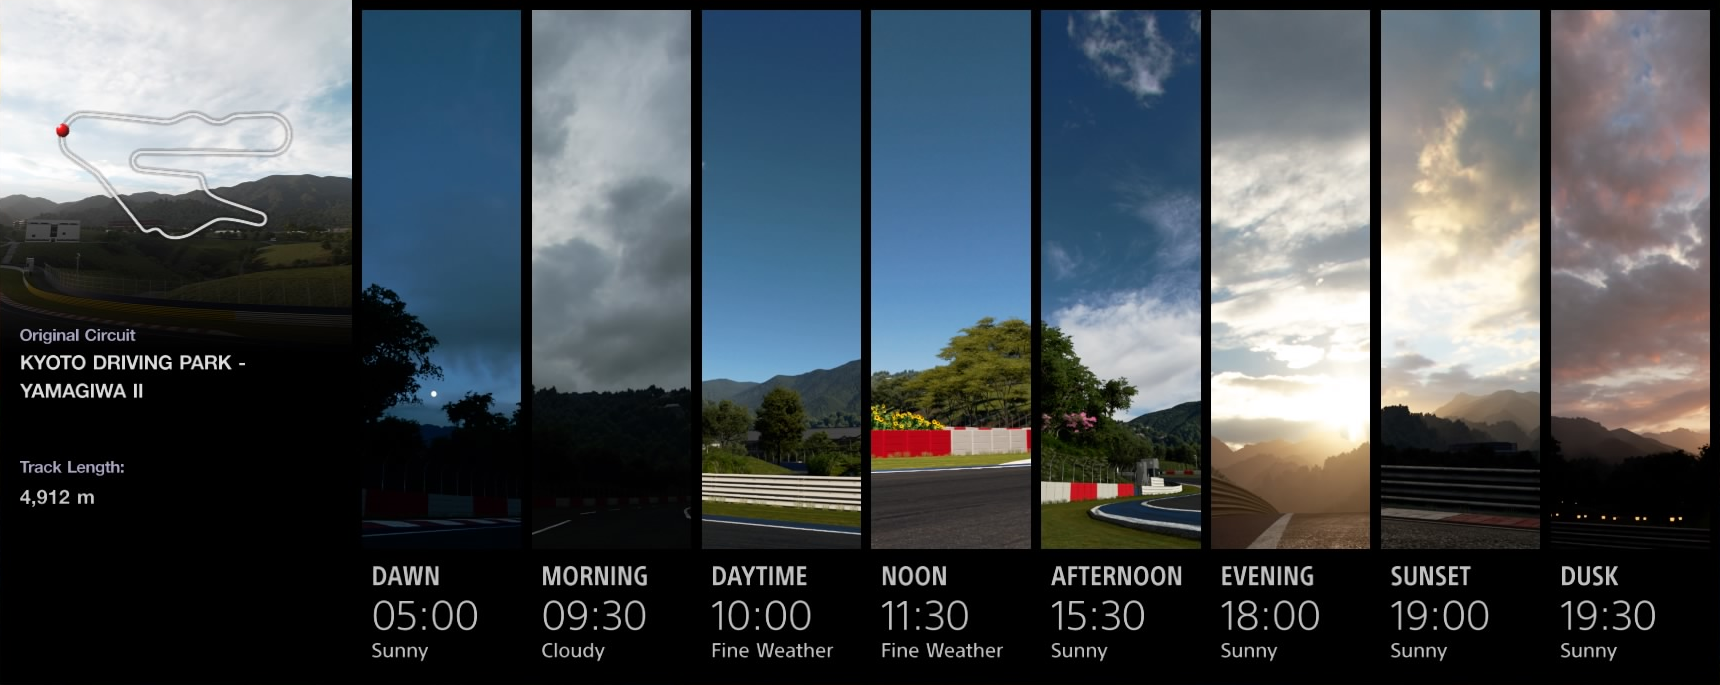 Original Circuit
KYOTO DRIVING PARK -
YAMAGIWA II
Track Length:
4,912 m
DAWN
05:00
Sunny
MORNING
09:30
Cloudy
DAYTIME
10:00
Fine Weather
NOON
11:30
Fine Weather
AFTERNOON
15:30
Sunny
EVENING
18:00
Sunny
SUNSET
19:00
Sunny
DUSK
19:30
Sunny